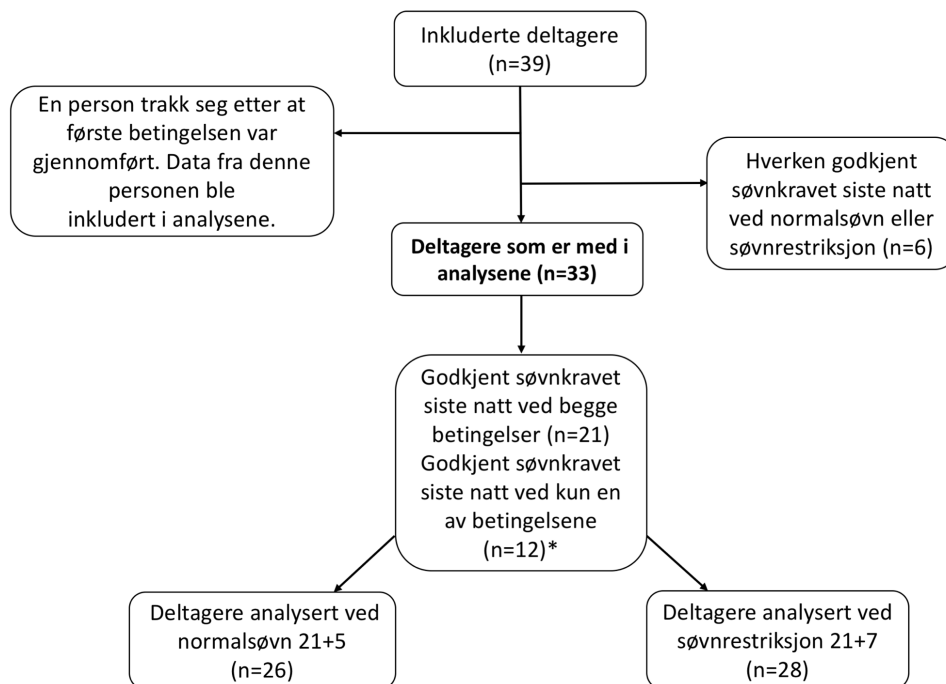 Inkluderte deltagere
(n=39)
En person trakk seg etter at
første betingelsen var
gjennomført. Data fra denne
personen ble
inkludert i analysene.
Hverken godkjent
søvnkravet siste natt
ved normalsøvn eller
søvnrestriksjon (n=6)
Deltagere som er med i
analysene (n=33)
Godkjent søvnkravet
siste natt ved begge
betingelser (n=21)
Godkjent søvnkravet
siste natt ved kun en
av betingelsene
(n=12)*
Deltagere analysert ved
normalsøvn 21+5
(n=26)
Deltagere analysert ved
søvnrestriksjon 21+7
(n=28)